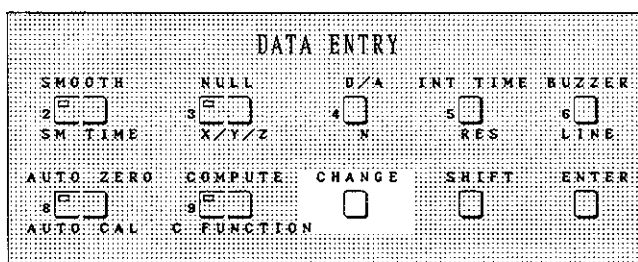 DATA ENTRY
SMOOTH NULL D/A INT TIME BUZZER
2 3 4 5 6
SM TIME X/Y/Z N RES LINE
AUTO ZERO COMPUTE CHANGE SHIFT ENTER
8 9
AUTO CAL C FUNCTION